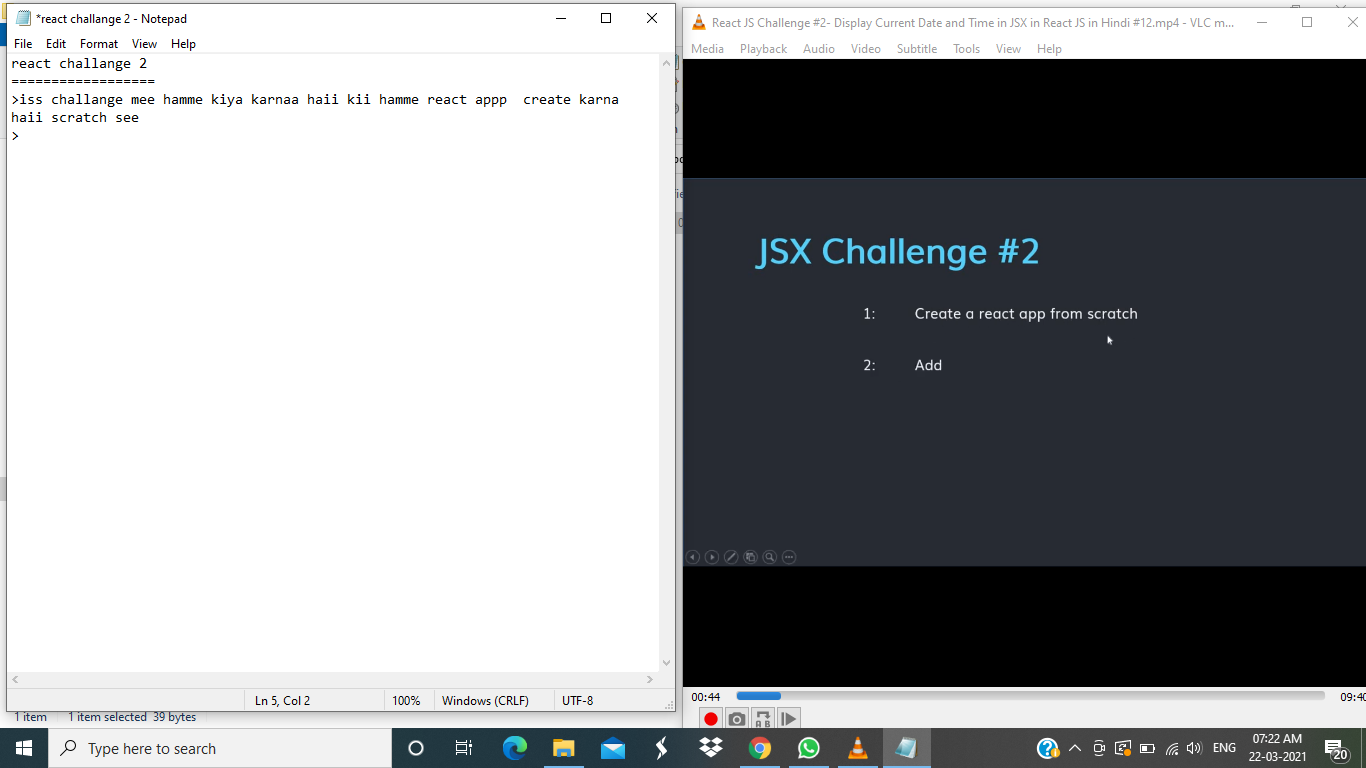 *react challange 2 - Notepad
File Edit Format View Help
react challange 2
==================
>iss challange mee hamme kiya karnaa haii kii hamme react appp  create karna
haii scratch see
>
Ln 5, Col 2 100% Windows (CRLF) UTF-8
1 item 1 item selected 39 bytes
React JS Challenge #2- Display Current Date and Time in JSX in React JS in Hindi #12.mp4 - VLC m...
Media Playback Audio Video Subtitle Tools View Help
JSX Challenge #2
1: Create a react app from scratch
2: Add
00:44 09:40
Type here to search
ENG
07:22 AM
22-03-2021
20